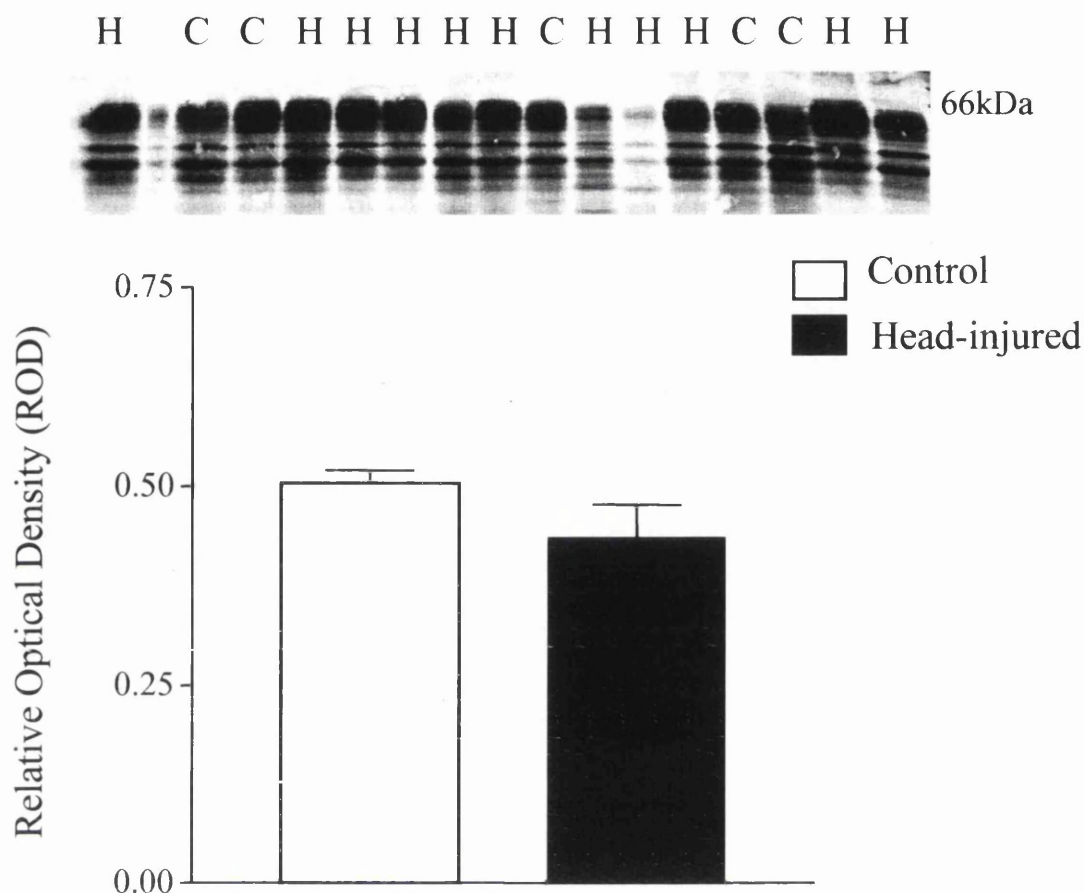 H C C H H H H H C H H H C C H H
66kDa
Control
Head-injured
Relative Optical Density (ROD)
0.75
0.50
0.25
0.00